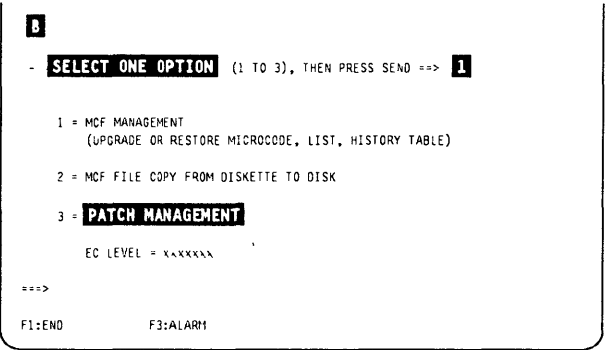 B
- SELECT ONE OPTION (1 TO 3), THEN PRESS SEND ==> 1
1 = MCF MANAGEMENT
(UPGRADE OR RESTORE MICROCODE, LIST, HISTORY TABLE)
2 = MCF FILE COPY FROM DISKETTE TO DISK
3 = PATCH MANAGEMENT
EC LEVEL = XXXXXXX
===>
F1:END F3:ALARM